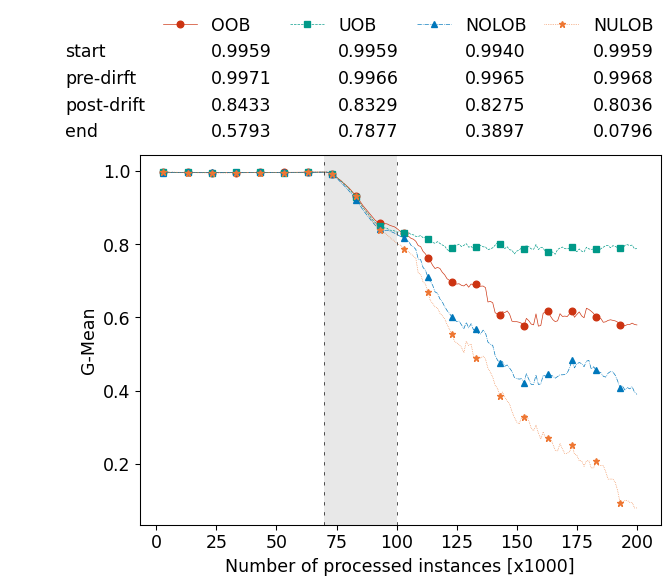 OOB UOB NOLOB NULOB
start 0.9959 0.9959 0.9940 0.9959
pre-dirft 0.9971 0.9966 0.9965 0.9968
post-drift 0.8433 0.8329 0.8275 0.8036
end 0.5793 0.7877 0.3897 0.0796
1.0
0.8
0.6
0.4
0.2
G-Mean
0 25 50 75 100 125 150 175 200
Number of processed instances [x1000]